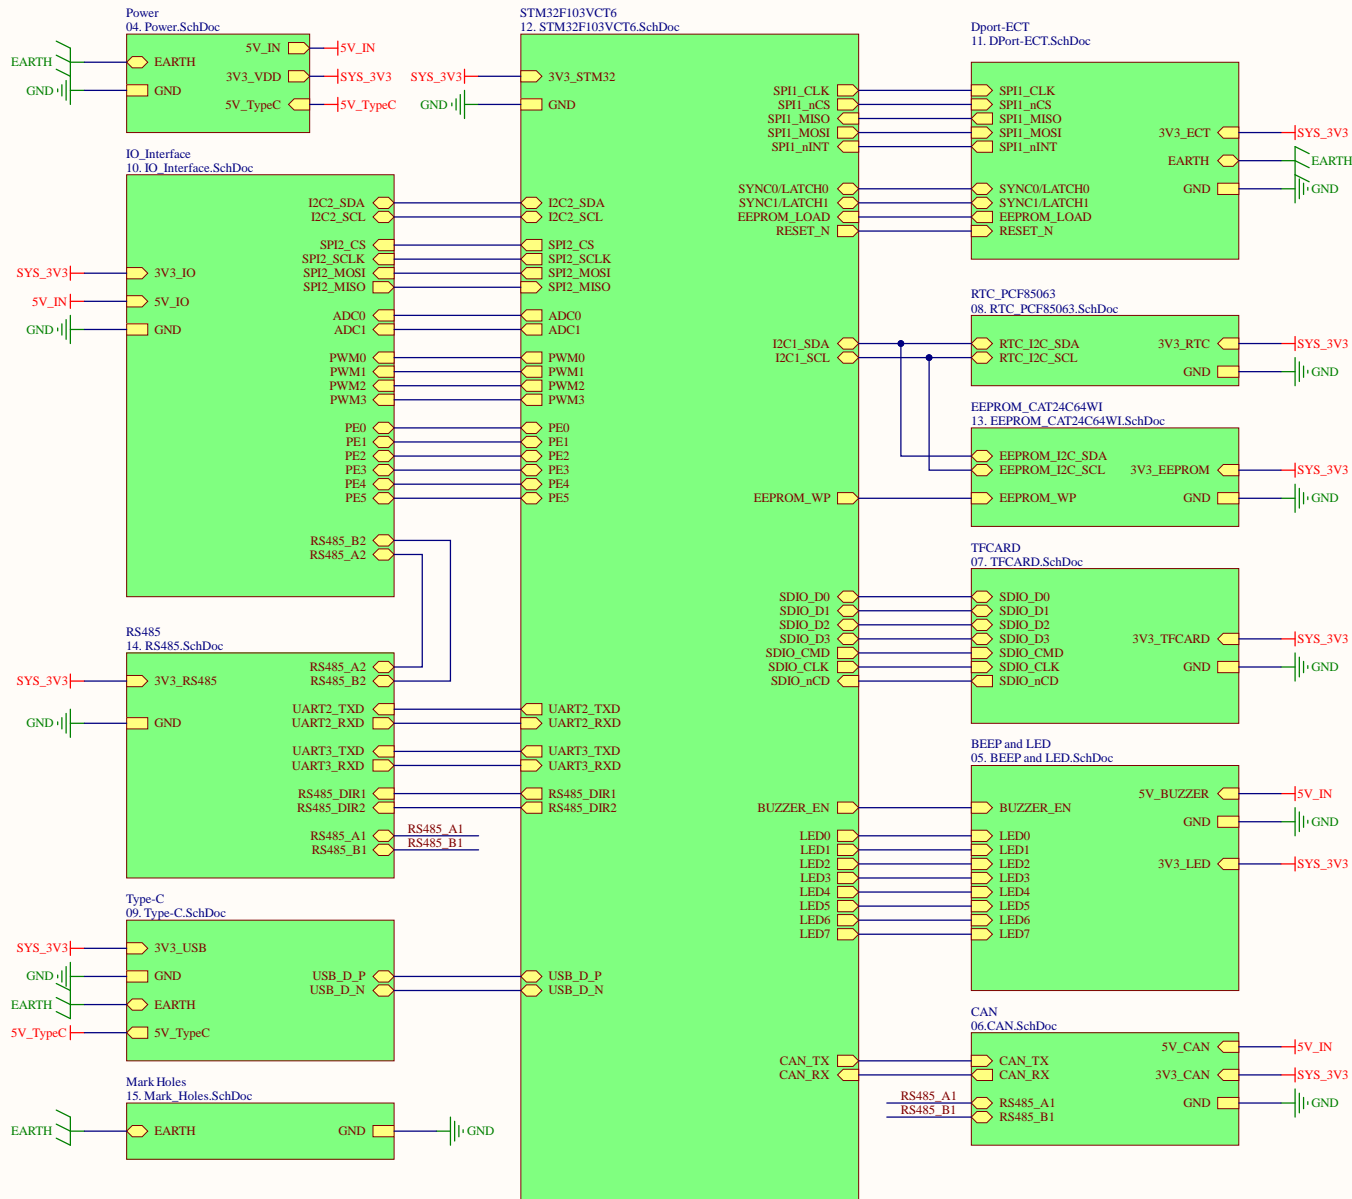 Power
04. Power.SchDoc
EARTH
EARTH
GND
GND
5V_IN
5V_IN
3V3_VDD
SYS_3V3
5V_TypeC
5V_TypeC
IO_Interface
10. IO_Interface.SchDoc
SYS_3V3
3V3_IO
5V_IN
5V_IO
GND
GND
I2C2_SDA
I2C2_SCL
SPI2_CS
SPI2_SCLK
SPI2_MOSI
SPI2_MISO
ADC0
ADC1
PWM0
PWM1
PWM2
PWM3
PE0
PE1
PE2
PE3
PE4
PE5
RS485_B2
RS485_A2
RS485
14. RS485.SchDoc
SYS_3V3
3V3_RS485
GND
GND
RS485_A2
RS485_B2
UART2_TXD
UART2_RXD
UART3_TXD
UART3_RXD
RS485_DIR1
RS485_DIR2
RS485_A1
RS485_A1
RS485_B1
RS485_B1
Type-C
09. Type-C.SchDoc
SYS_3V3
3V3_USB
GND
GND
EARTH
EARTH
5V_TypeC
5V_TypeC
USB_D_P
USB_D_N
Mark Holes
15. Mark_Holes.SchDoc
EARTH
EARTH
GND
GND
STM32F103VCT6
12. STM32F103VCT6.SchDoc
SYS_3V3
3V3_STM32
GND
GND
I2C2_SDA
I2C2_SCL
SPI2_CS
SPI2_SCLK
SPI2_MOSI
SPI2_MISO
ADC0
ADC1
PWM0
PWM1
PWM2
PWM3
PE0
PE1
PE2
PE3
PE4
PE5
UART2_TXD
UART2_RXD
UART3_TXD
UART3_RXD
RS485_DIR1
RS485_DIR2
USB_D_P
USB_D_N
SPI1_CLK
SPI1_nCS
SPI1_MISO
SPI1_MOSI
SPI1_nINT
SYNC0/LATCH0
SYNC1/LATCH1
EEPROM_LOAD
RESET_N
I2C1_SDA
I2C1_SCL
EEPROM_WP
SDIO_D0
SDIO_D1
SDIO_D2
SDIO_D3
SDIO_CMD
SDIO_CLK
SDIO_nCD
BUZZER_EN
LED0
LED1
LED2
LED3
LED4
LED5
LED6
LED7
CAN_TX
CAN_RX
Dport-ECT
11. DPort-ECT.SchDoc
SPI1_CLK
SPI1_nCS
SPI1_MISO
SPI1_MOSI
SPI1_nINT
SYNC0/LATCH0
SYNC1/LATCH1
EEPROM_LOAD
RESET_N
3V3_ECT
SYS_3V3
EARTH
EARTH
GND
GND
RTC_PCF85063
08. RTC_PCF85063.SchDoc
RTC_I2C_SDA
RTC_I2C_SCL
3V3_RTC
SYS_3V3
GND
GND
EEPROM_CAT24C64WI
13. EEPROM_CAT24C64WI.SchDoc
EEPROM_I2C_SDA
EEPROM_I2C_SCL
EEPROM_WP
3V3_EEPROM
SYS_3V3
GND
GND
TFCARD
07. TFCARD.SchDoc
SDIO_D0
SDIO_D1
SDIO_D2
SDIO_D3
SDIO_CMD
SDIO_CLK
SDIO_nCD
3V3_TFCARD
SYS_3V3
GND
GND
BEEP and LED
05. BEEP and LED.SchDoc
BUZZER_EN
LED0
LED1
LED2
LED3
LED4
LED5
LED6
LED7
5V_BUZZER
5V_IN
GND
GND
3V3_LED
SYS_3V3
CAN
06.CAN.SchDoc
CAN_TX
CAN_RX
RS485_A1
RS485_A1
RS485_B1
RS485_B1
5V_CAN
5V_IN
3V3_CAN
SYS_3V3
GND
GND